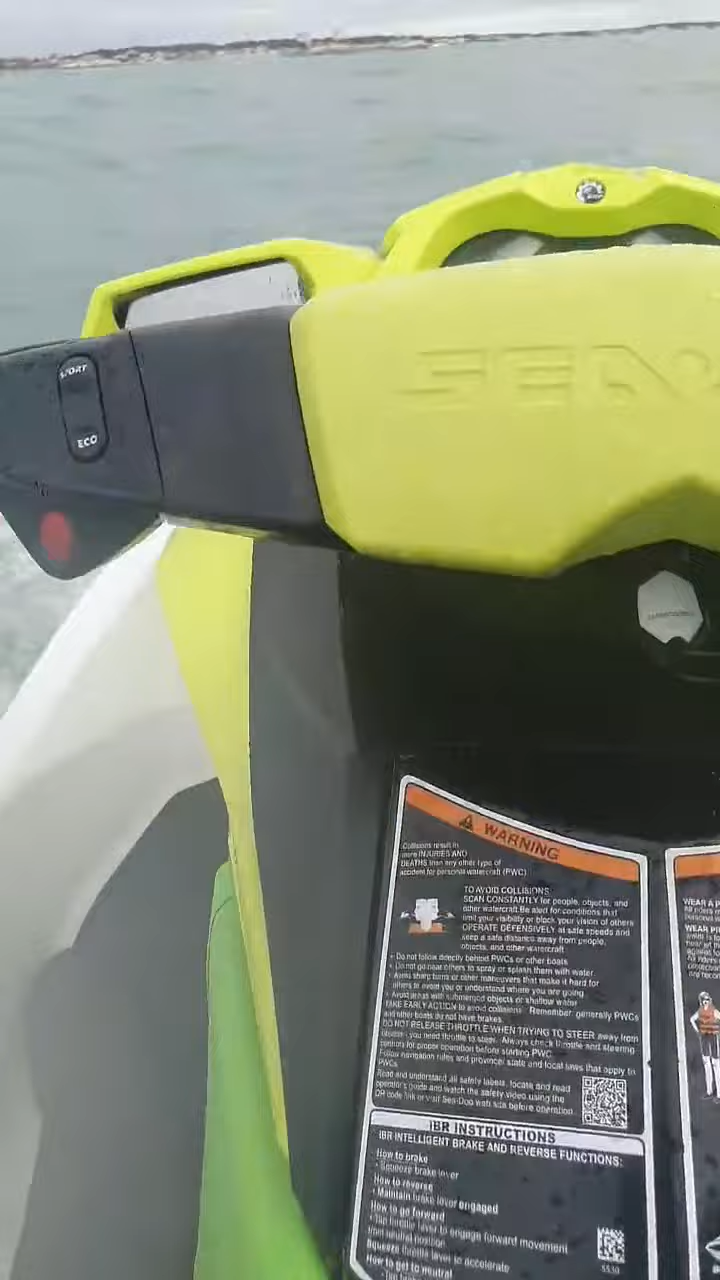 SPORT
ECO
WARNING
Collisions result in
more INJURIES AND
DEATHS than any other type of
accident for personal watercraft (PWC)
TO AVOID COLLISIONS
SCAN CONSTANTLY for people, objects, and
other watercraft. Be alert for conditions that
limit your visibility or block your vision of others
OPERATE DEFENSIVELY at safe speeds and
keep a safe distance away from people,
objects, and other watercraft
• Do not follow directly behind PWCs or other boats
• Do not go near others to spray or splash them with water
• Avoid sharp turns or other maneuvers that make it hard for
others to avoid you or understand where you are going
• Avoid areas with submerged objects or shallow water
TAKE EARLY ACTION to avoid collisions. Remember, generally PWCs
and other boats do not have brakes.
DO NOT RELEASE THROTTLE WHEN TRYING TO STEER away from
you need throttle to steer. Always check throttle and steering
controls for proper operation before starting PWC
Follow navigation rules and provincial state and local laws that apply to
PWCs
Read and understand all safety labels, locate and read
operator's guide and watch the safety video using the
QR code link or visit Sea-Doo web site before operation
WEAR A P
WEAR P
IBR INSTRUCTIONS
IBR INTELLIGENT BRAKE AND REVERSE FUNCTIONS:
How to brake
• Squeeze brake lever
How to reverse
• Maintain brake lever engaged
How to go forward
• Tap throttle lever to engage forward movement
from neutral position
Squeeze throttle lever to accelerate
How to get to neutral